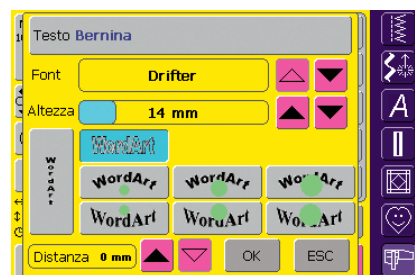 Testo Bernina
Font Drifter
Altezza 14 mm
WordArt
WordArt
WordArt WordArt WordArt
WordArt WordArt WordArt
Distanza 0 mm OK ESC
A